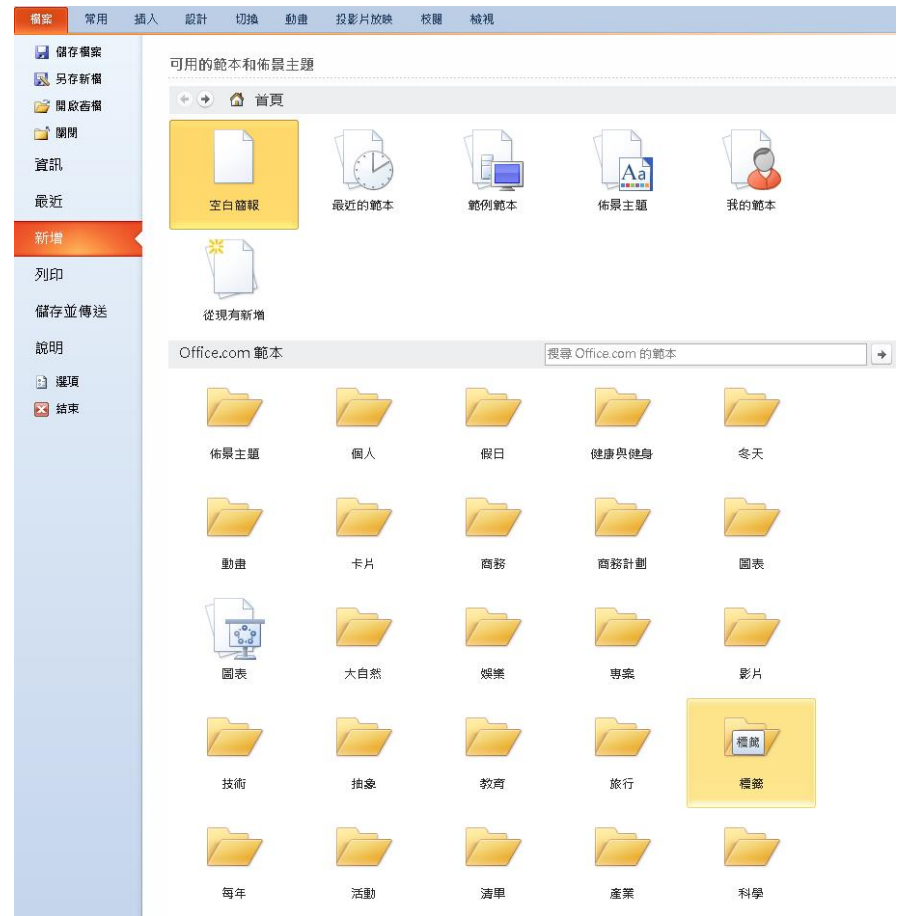 檔案 常用 插入 設計 切換 動畫 投影片放映 校閱 檢視
儲存檔案
另存新檔
開啟舊檔
關閉
資訊
最近
新增
列印
儲存並傳送
說明
選項
結束
可用的範本和佈景主題
首頁
空白簡報 最近的範本 範例範本 佈景主題 我的範本
Aa
從現有新增
Office.com 範本 搜尋 Office.com 的範本
佈景主題 個人 假日 健康與健身 冬天
動畫 卡片 商務 商務計劃 圖表
圖表 大自然 娛樂 專案 影片
標籤
技術 抽象 教育 旅行 標籤
每年 活動 清單 產業 科學